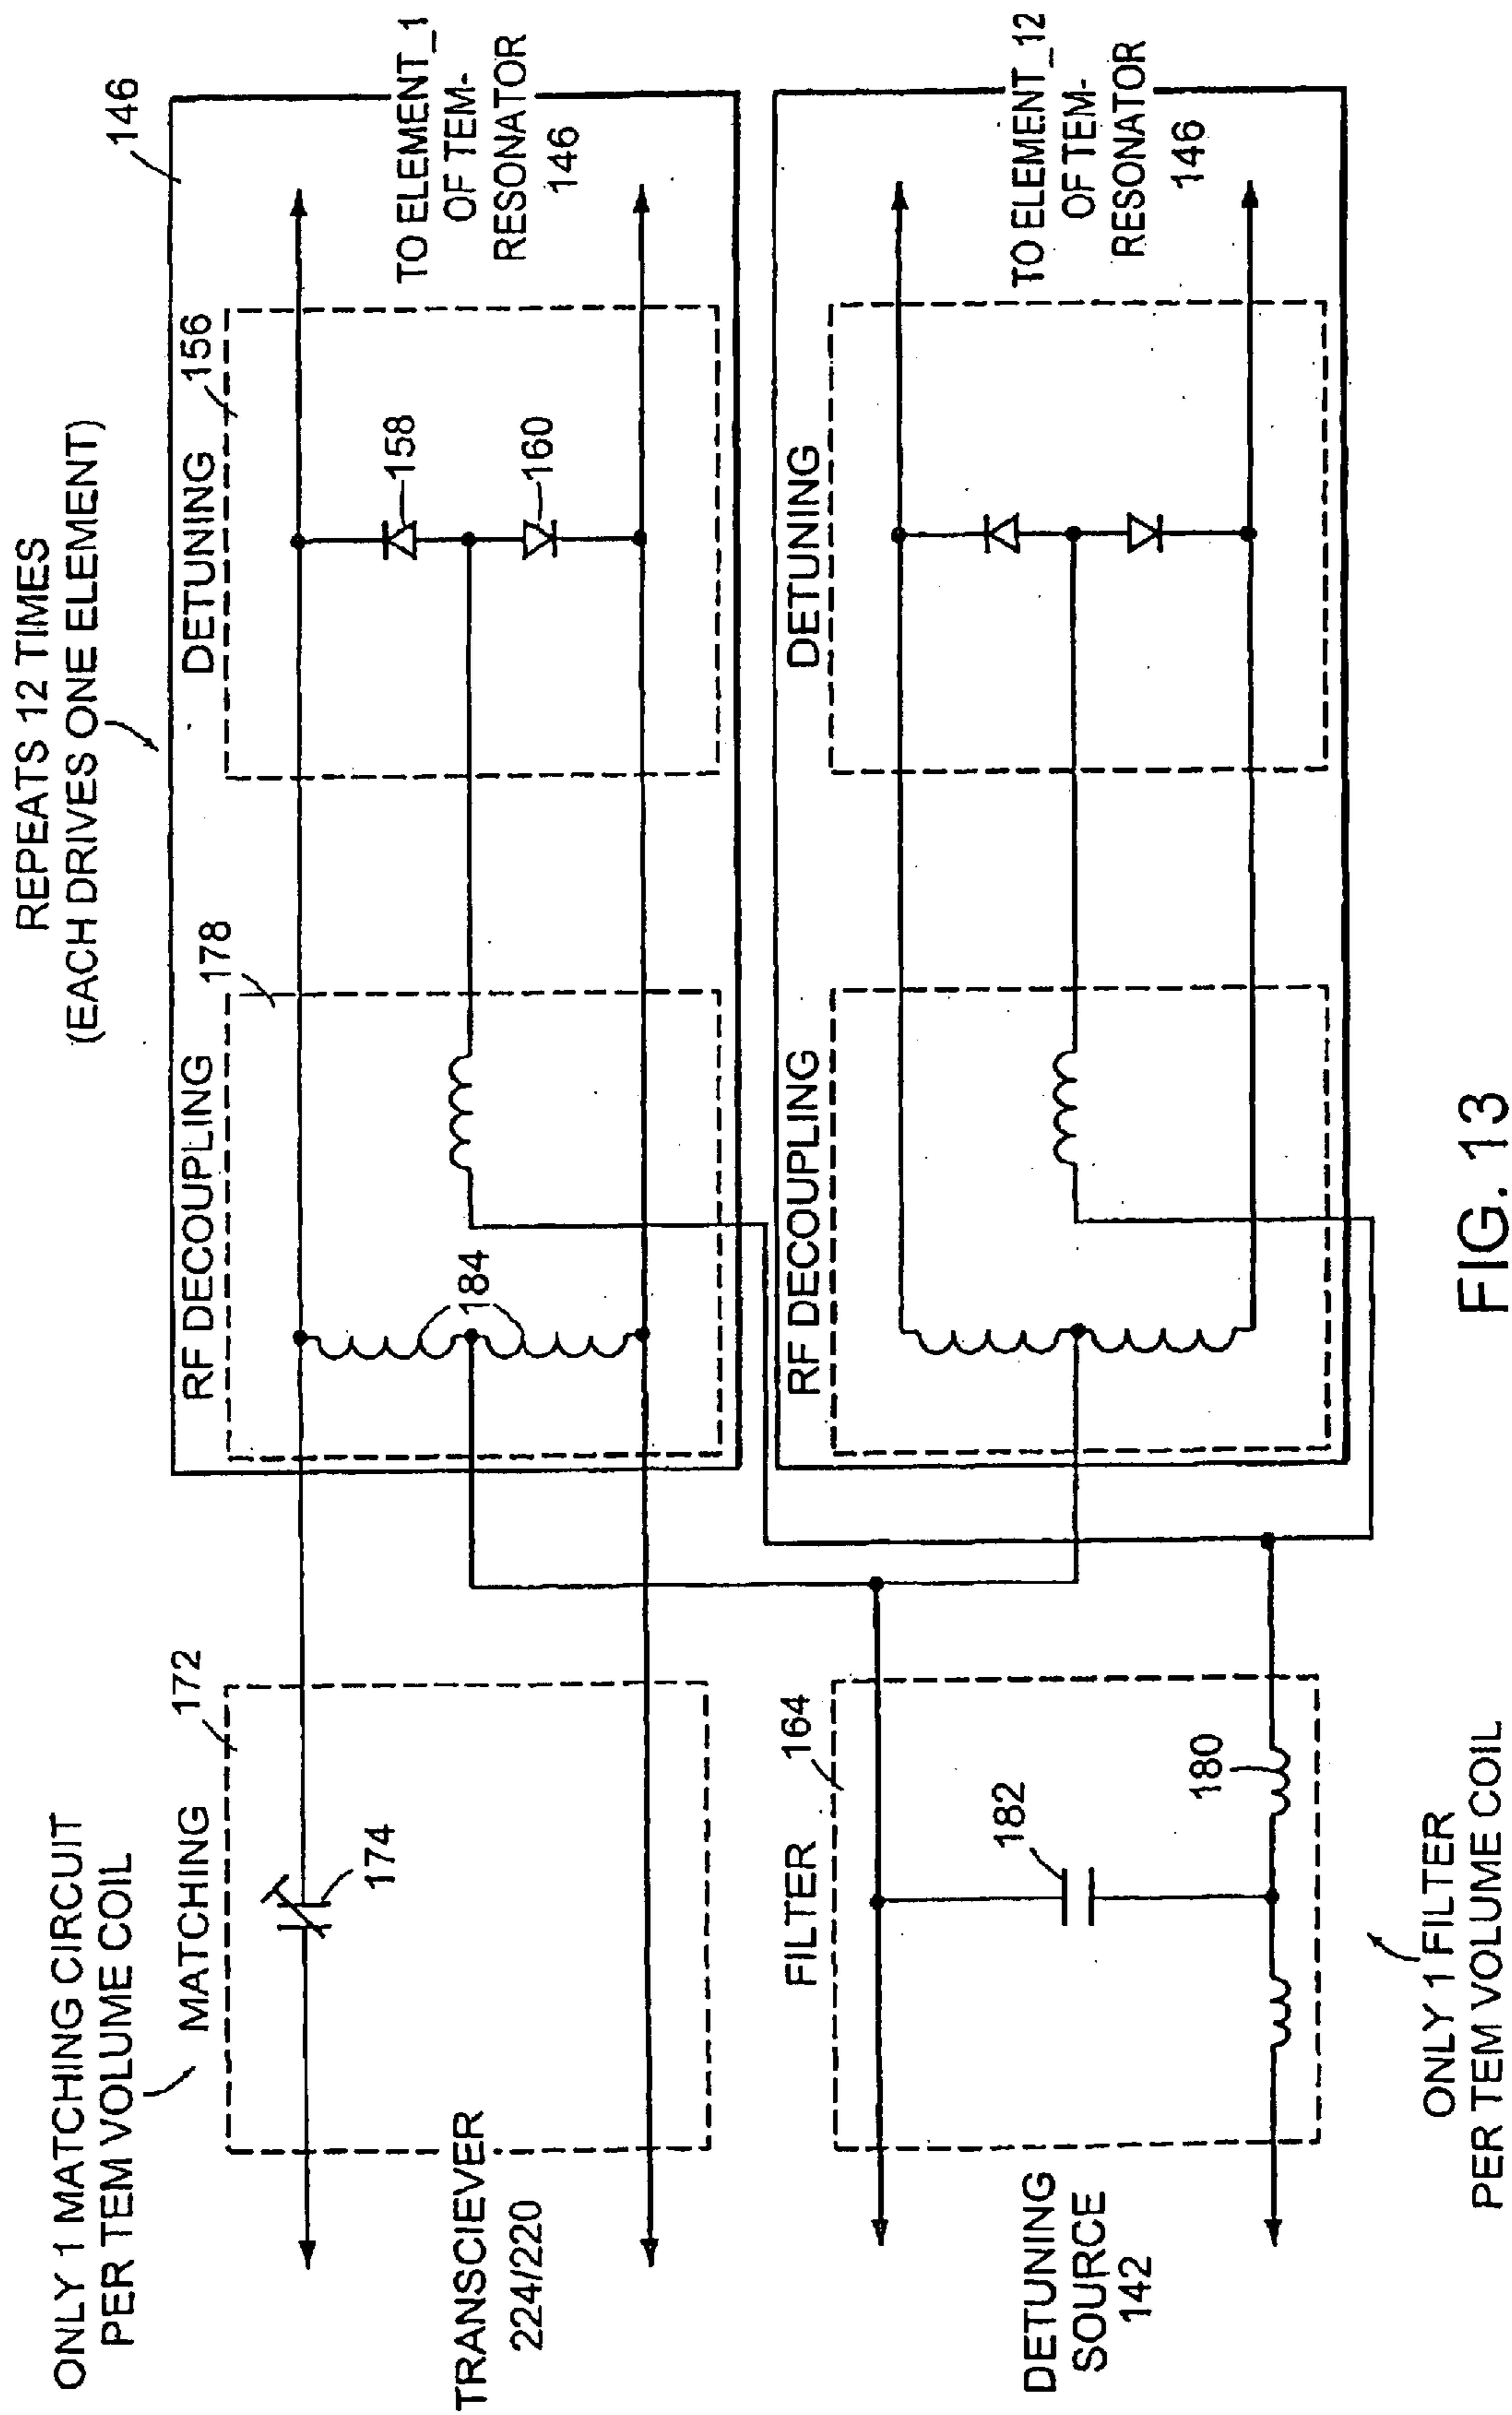 REPEATS 12 TIMES
(EACH DRIVES ONE ELEMENT)
ONLY 1 MATCHING CIRCUIT
PER TEM VOLUME COIL
MATCHING
172
174
TRANSCIEVER
224/220
RF DECOUPLING
178
184
DETUNING
156
158
160
146
TO ELEMENT_1
OF TEM-
RESONATOR
146
FILTER
164
182
180
DETUNING
SOURCE
142
ONLY 1 FILTER
PER TEM VOLUME COIL
RF DECOUPLING
DETUNING
TO ELEMENT_12
OF TEM-
RESONATOR
146
FIG. 13